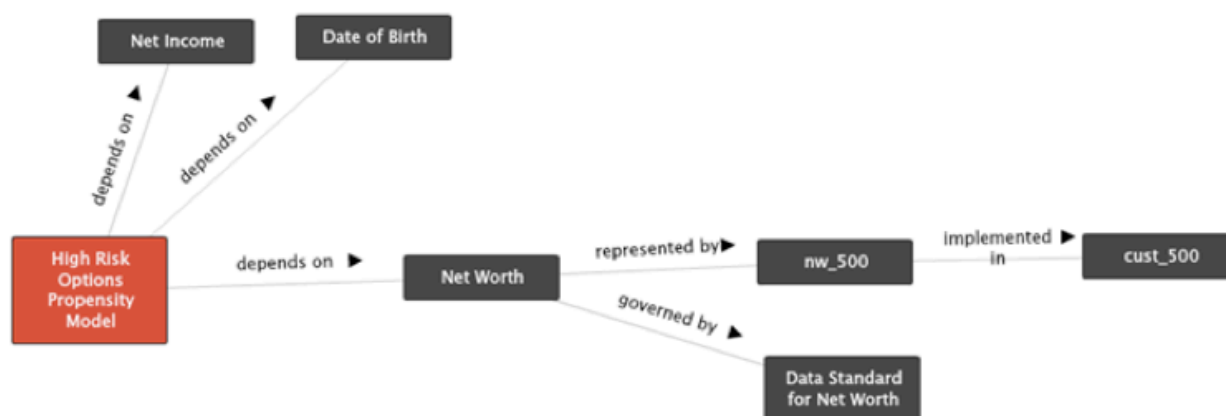 Net Income
Date of Birth
depends on
depends on
High Risk
Options
Propensity
Model
depends on
Net Worth
represented by
nw_500
implemented
in
cust_500
governed by
Data Standard
for Net Worth